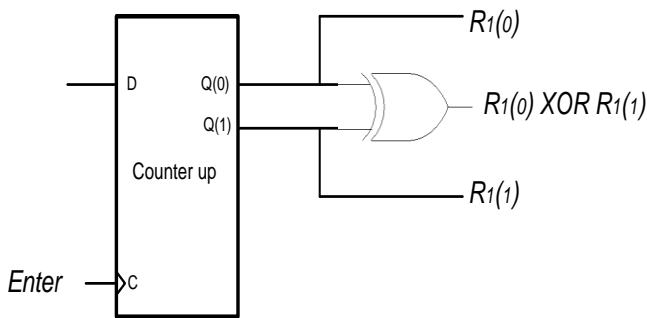 R1(0)
D
Q(0)
R1(0) XOR R1(1)
Q(1)
Counter up
R1(1)
Enter
C